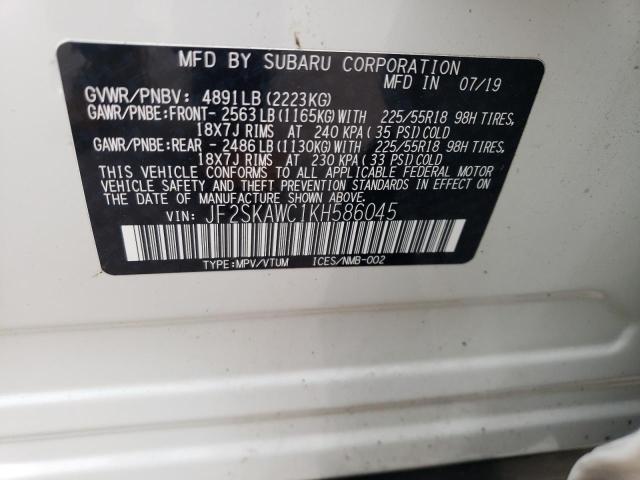 MFD BY SUBARU CORPORATION
MFD IN 07/19
GVWR/PNBV: 4891LB(2223KG)
GAWR/PNBE:FRONT- 2563LB(1165KG)WITH 225/55R18 98H TIRES,
18X7J RIMS AT 240 KPA(35 PSI)COLD
GAWR/PNBE:REAR - 2486LB(1130KG)WITH 225/55R18 98H TIRES,
18X7J RIMS AT 230 KPA(33 PSI)COLD
THIS VEHICLE CONFORMS TO ALL APPLICABLE FEDERAL MOTOR
VEHICLE SAFETY AND THEFT PREVENTION STANDARDS IN EFFECT ON
THE DATE OF MANUFACTURE SHOWN ABOVE.
VIN: JF2SKAWC1KH586045
TYPE:MPV/VTUM ICES/NMB-002